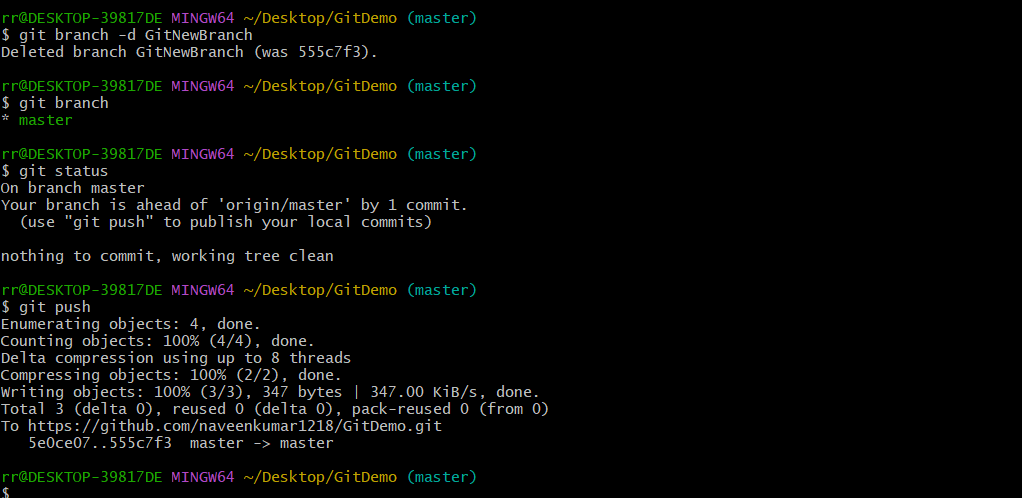 rr@DESKTOP-39817DE MINGW64 ~/Desktop/GitDemo (master)
$ git branch -d GitNewBranch
Deleted branch GitNewBranch (was 555c7f3).

rr@DESKTOP-39817DE MINGW64 ~/Desktop/GitDemo (master)
$ git branch
* master

rr@DESKTOP-39817DE MINGW64 ~/Desktop/GitDemo (master)
$ git status
On branch master
Your branch is ahead of 'origin/master' by 1 commit.
  (use "git push" to publish your local commits)

nothing to commit, working tree clean

rr@DESKTOP-39817DE MINGW64 ~/Desktop/GitDemo (master)
$ git push
Enumerating objects: 4, done.
Counting objects: 100% (4/4), done.
Delta compression using up to 8 threads
Compressing objects: 100% (2/2), done.
Writing objects: 100% (3/3), 347 bytes | 347.00 KiB/s, done.
Total 3 (delta 0), reused 0 (delta 0), pack-reused 0 (from 0)
To https://github.com/naveenkumar1218/GitDemo.git
   5e0ce07..555c7f3  master -> master

rr@DESKTOP-39817DE MINGW64 ~/Desktop/GitDemo (master)
$